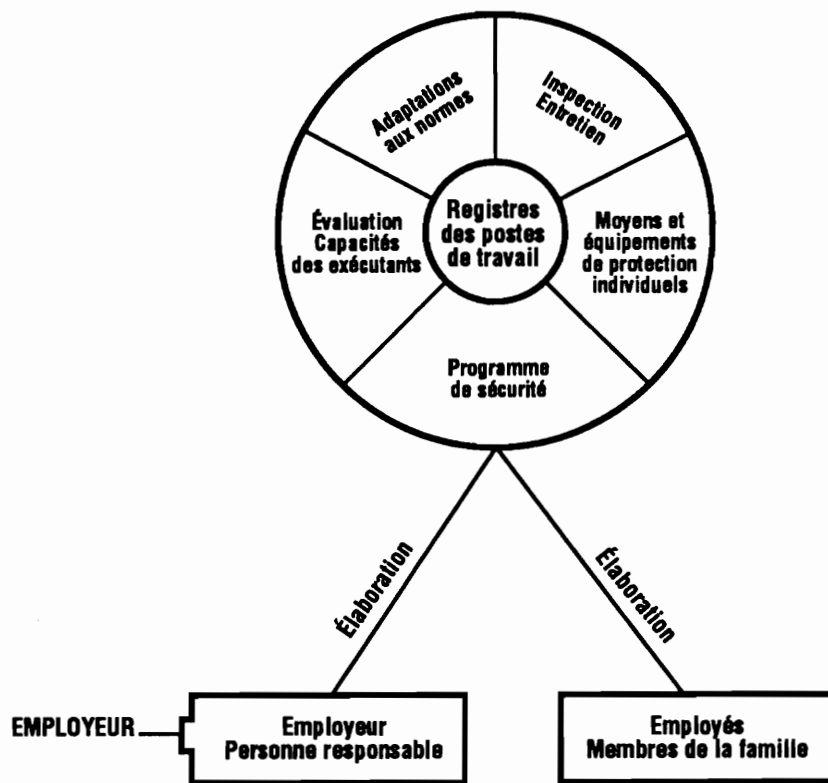 Adaptations
aux normes
Inspection
Entretien
Évaluation
Capacités
des exécutants
Registres
des postes
de travail
Moyens et
équipements
de protection
individuels
Programme
de sécurité
Élaboration
Élaboration
EMPLOYEUR
Employeur
Personne responsable
Employés
Membres de la famille